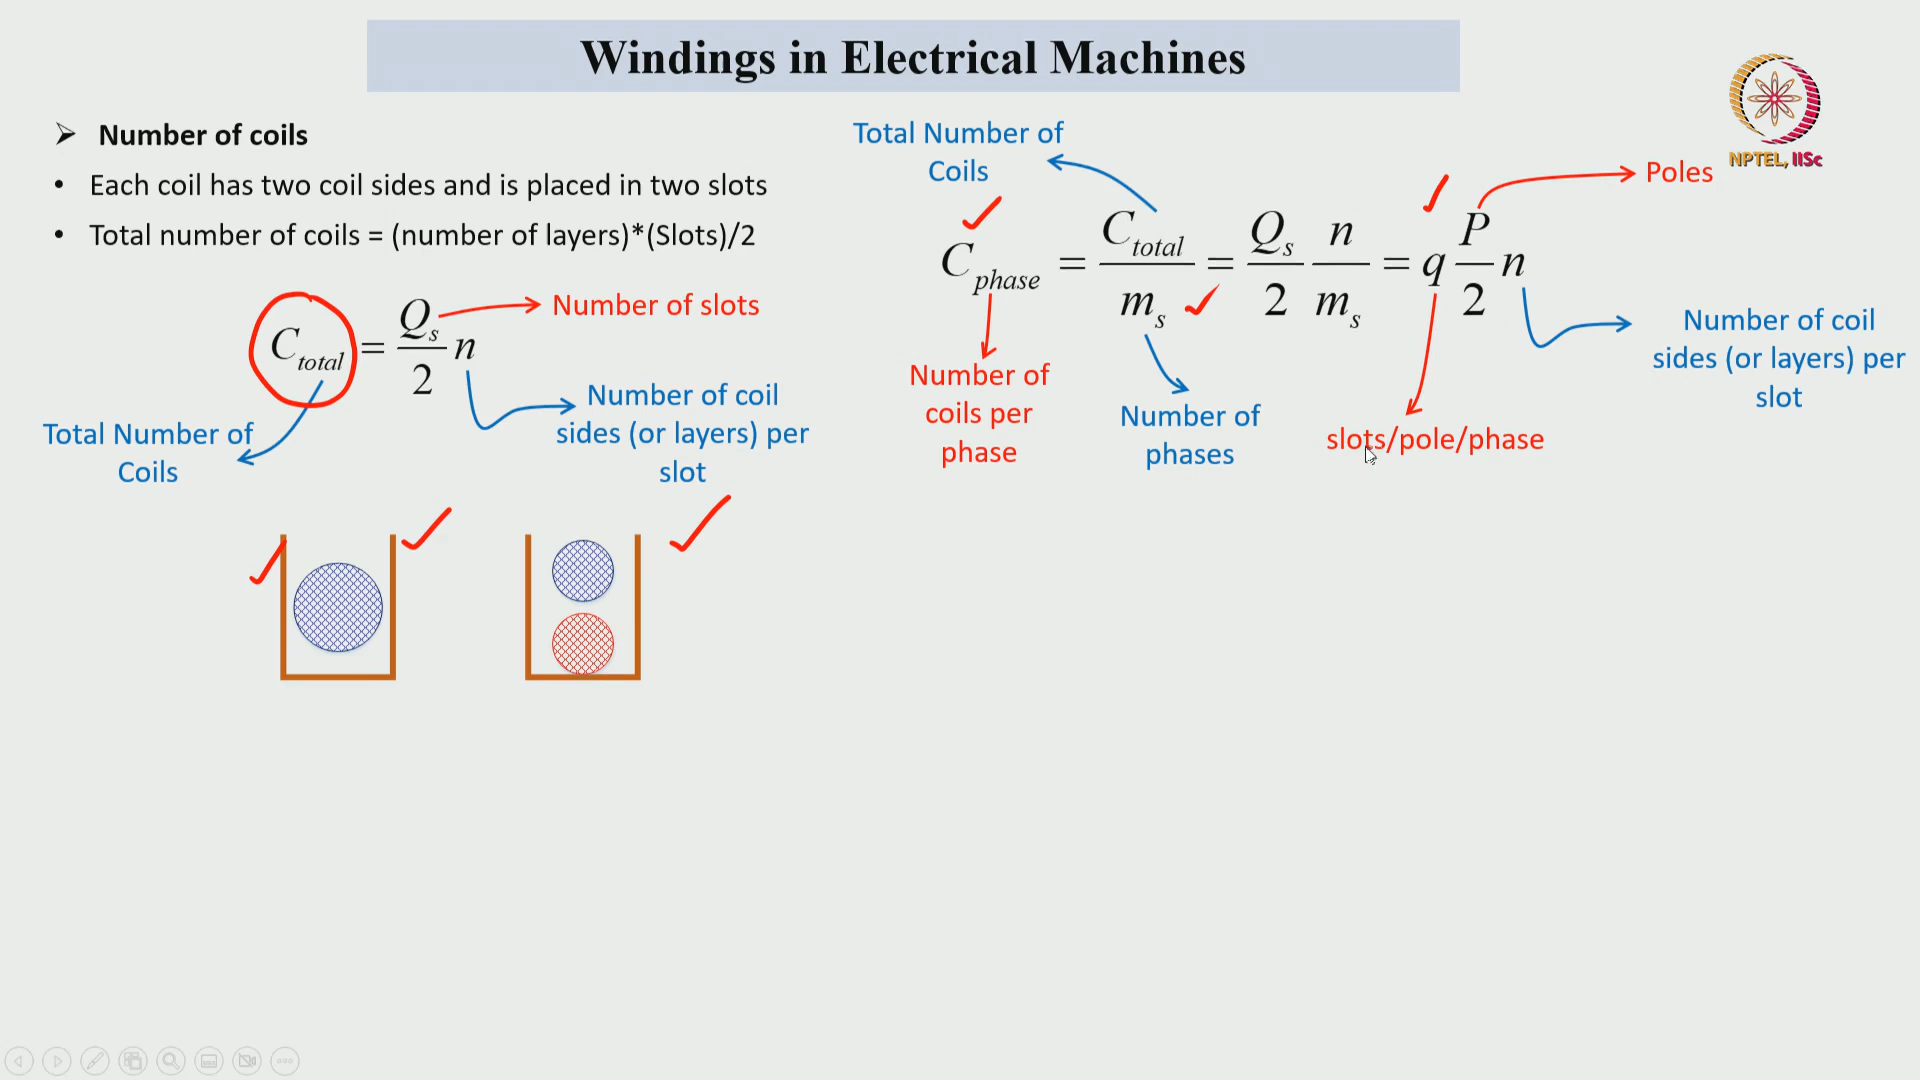 Windings in Electrical Machines
NPTEL, IISc
➢ Number of coils
• Each coil has two coil sides and is placed in two slots
• Total number of coils = (number of layers)*(Slots)/2
C_total = Q_s/2 n
Number of slots
Total Number of
Coils
Number of coil
sides (or layers) per
slot
Total Number of
Coils
Poles
C_phase = C_total/m_s = Q_s/2 n/m_s = q P/2 n
Number of
coils per
phase
Number of
phases
slots/pole/phase
Number of coil
sides (or layers) per
slot